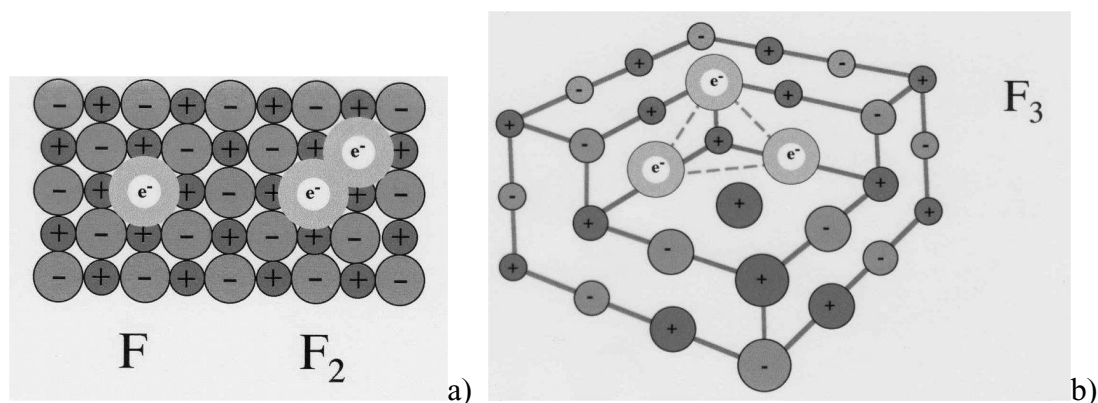 − + − + − + − + −
+ − + − + − + e⁻ +
− + e⁻ + − + e⁻ + −
+ − + − + − + − +
− + − + − + − + −
F F₂
a)
-
+ + -
e⁻ +
- +
+ -
+
- + -
e⁻
e⁻
+
-
+
+ -
- -
+ +
- +
+
-
F₃
b)